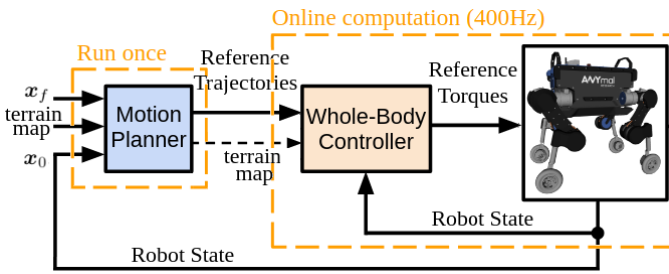 Online computation (400Hz)
Run once
Reference
Trajectories
Reference
Torques
ANYmal
x_f
terrain
map
x_0
Motion
Planner
Whole-Body
Controller
terrain
map
Robot State
Robot State